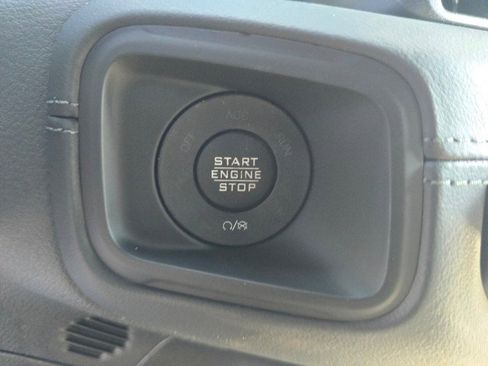 ACC
OFF
RUN
START
ENGINE
STOP